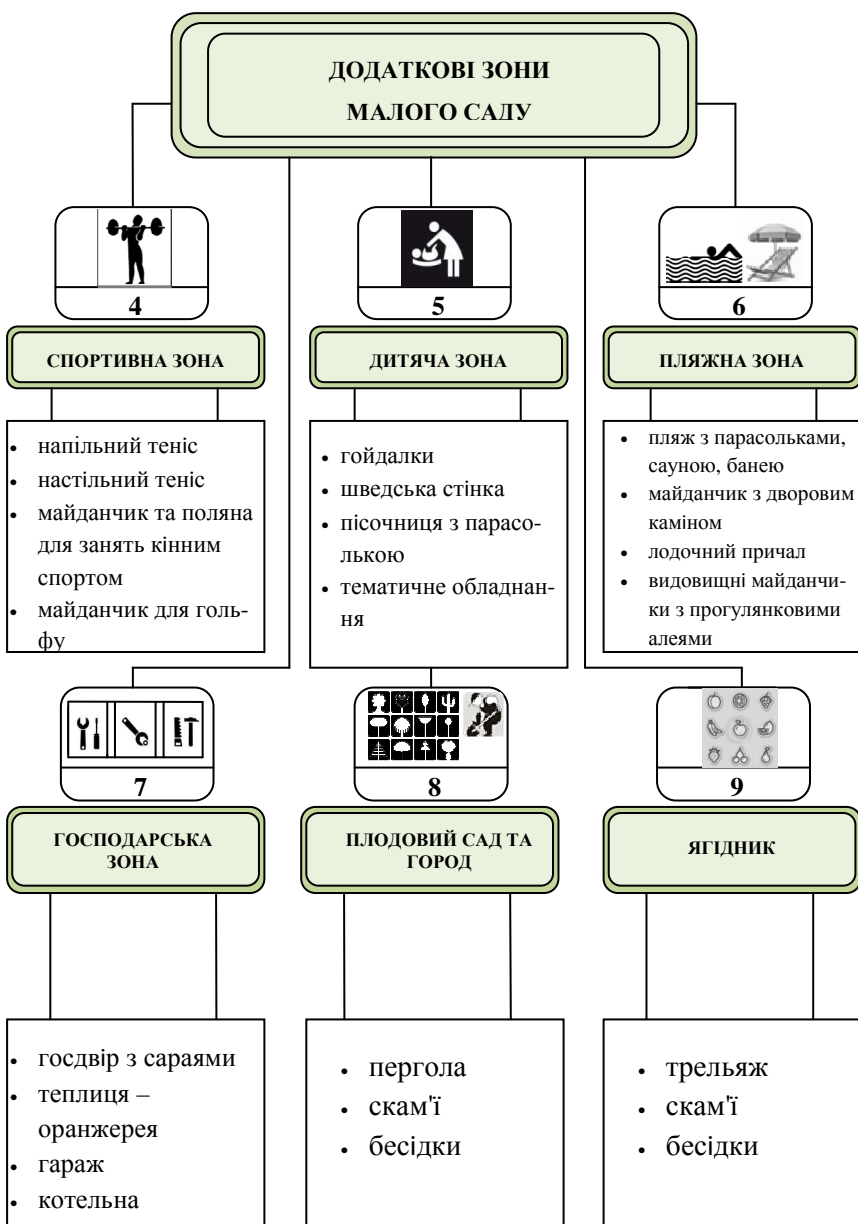 ДОДАТКОВІ ЗОНИ
МАЛОГО САДУ
4
5
6
СПОРТИВНА ЗОНА
ДИТЯЧА ЗОНА
ПЛЯЖНА ЗОНА
• напільний теніс
• настільний теніс
• майданчик та поляна
для занять кінним
спортом
• майданчик для голь-
фу
• гойдалки
• шведська стінка
• пісочниця з парасо-
лькою
• тематичне обладнан-
ня
• пляж з парасольками,
сауною, банею
• майданчик з дворовим
каміном
• лодочний причал
• видовищні майданчи-
ки з прогулянковими
алеями
7
8
9
ГОСПОДАРСЬКА
ЗОНА
ПЛОДОВИЙ САД ТА
ГОРОД
ЯГІДНИК
• госдвір з сараями
• теплиця –
оранжерея
• гараж
• котельна
• пергола
• скам'ї
• бесідки
• трельяж
• скам'ї
• бесідки